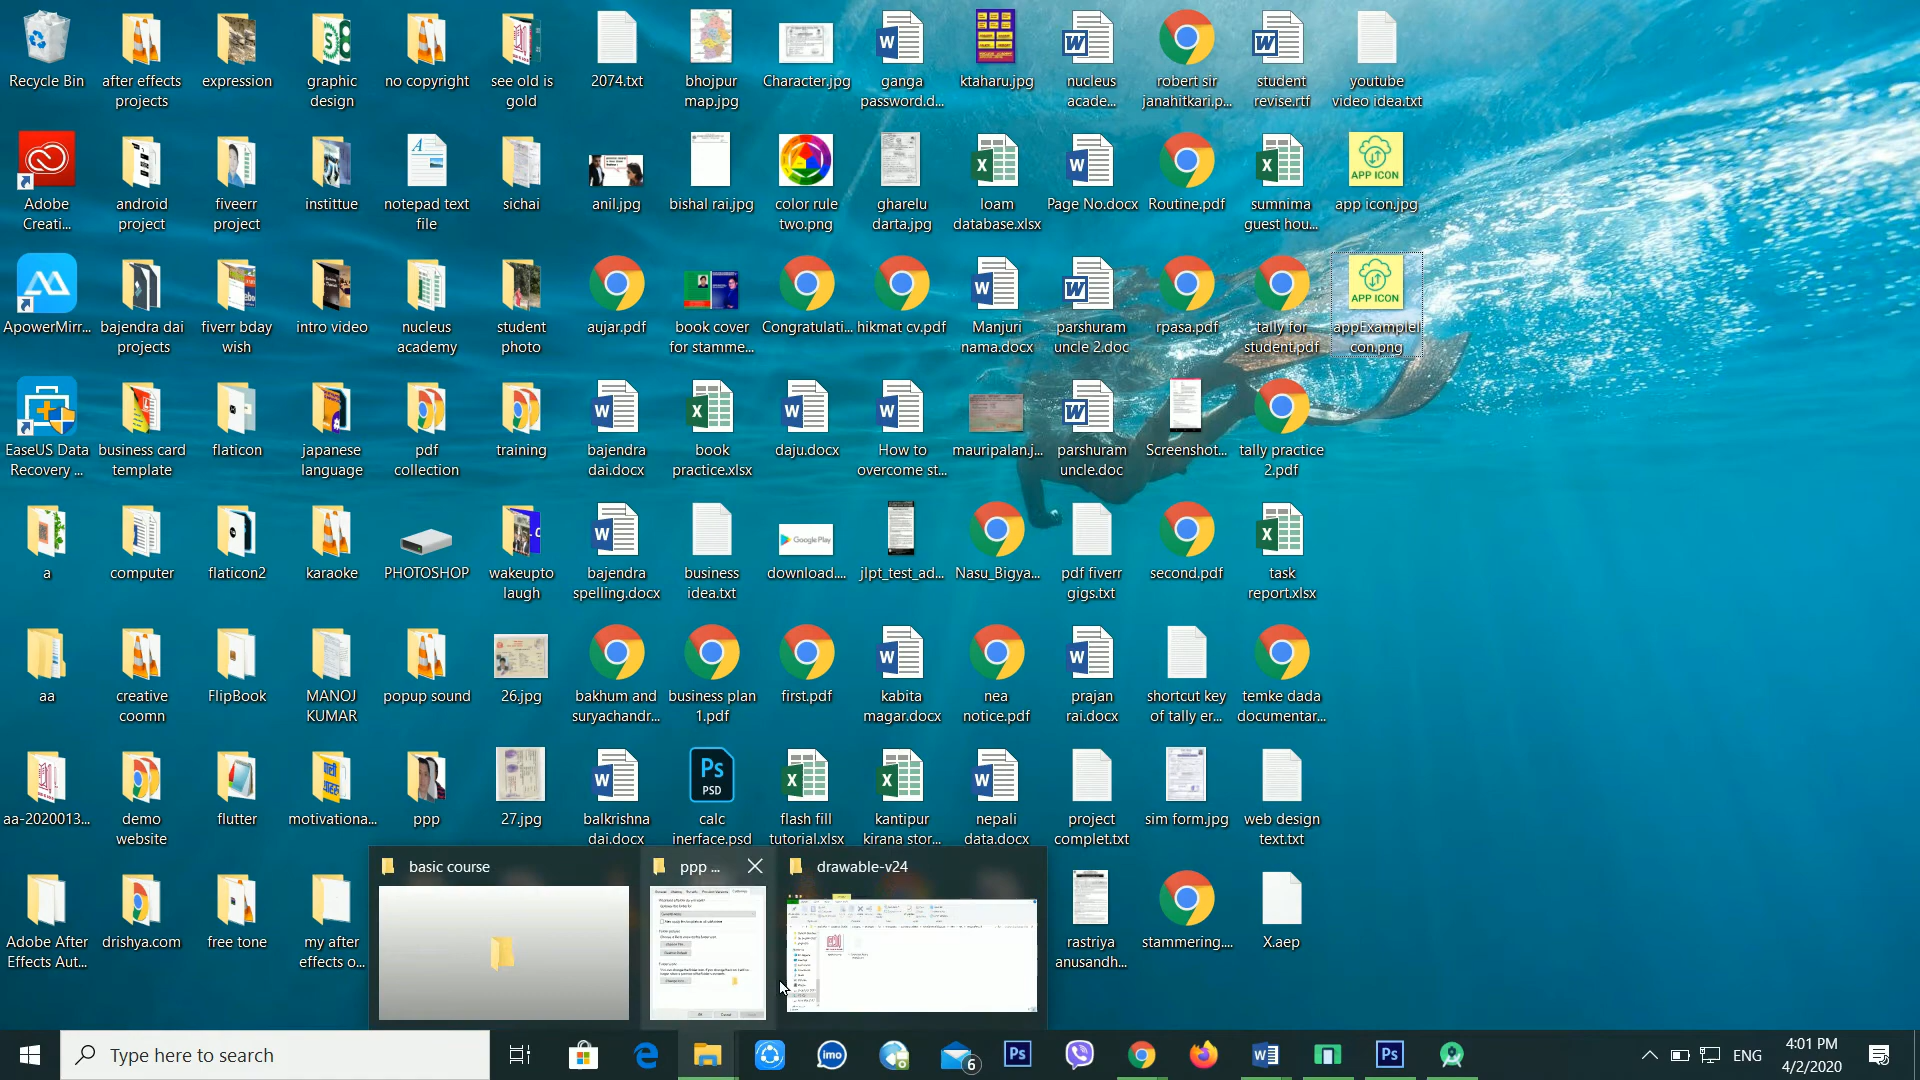 Recycle Bin
after effects
projects
expression
graphic
design
no copyright
see old is
gold
2074.txt
bhojpur
map.jpg
Character.jpg
ganga
password.d...
ktaharu.jpg
nucleus
acade...
robert sir
janahitkari.p...
student
revise.rtf
youtube
video idea.txt
Adobe
Creati...
android
project
fiveerr
project
instittue
notepad text
file
sichai
anil.jpg
bishal rai.jpg
color rule
two.png
gharelu
darta.jpg
loam
database.xlsx
Page No.docx
Routine.pdf
sumnima
guest hou...
APP ICON
app icon.jpg
ApowerMirr...
bajendra dai
projects
fiverr bday
wish
intro video
nucleus
academy
student
photo
aujar.pdf
book cover
for stamme...
Congratulati...
hikmat cv.pdf
Manjuri
nama.docx
parshuram
uncle 2.doc
rpasa.pdf
tally for
student.pdf
APP ICON
appExampleI
con.png
EaseUS Data
Recovery ...
business card
template
flaticon
japanese
language
pdf
collection
training
bajendra
dai.docx
book
practice.xlsx
daju.docx
How to
overcome st...
mauripalan.j...
parshuram
uncle.doc
Screenshot...
tally practice
2.pdf
a
computer
flaticon2
karaoke
PHOTOSHOP
wakeupto
laugh
bajendra
spelling.docx
business
idea.txt
Google Play
download....
jlpt_test_ad...
Nasu_Bigya...
pdf fiverr
gigs.txt
second.pdf
task
report.xlsx
aa
creative
coomn
FlipBook
MANOJ
KUMAR
popup sound
26.jpg
bakhum and
suryachandr...
business plan
1.pdf
first.pdf
kabita
magar.docx
nea
notice.pdf
prajan
rai.docx
shortcut key
of tally er...
temke dada
documentar...
aa-2020013...
demo
website
flutter
motivationa...
ppp
27.jpg
balkrishna
dai.docx
Ps
PSD
calc
inerface.psd
flash fill
tutorial.xlsx
kantipur
kirana stor...
nepali
data.docx
project
complet.txt
sim form.jpg
web design
text.txt
Adobe After
Effects Aut...
drishya.com
free tone
my after
effects o...
basic course
ppp ...
drawable-v24
rastriya
anusandh...
stammering....
X.aep
Type here to search
imo
6
Ps
Ps
ENG
4:01 PM
4/2/2020